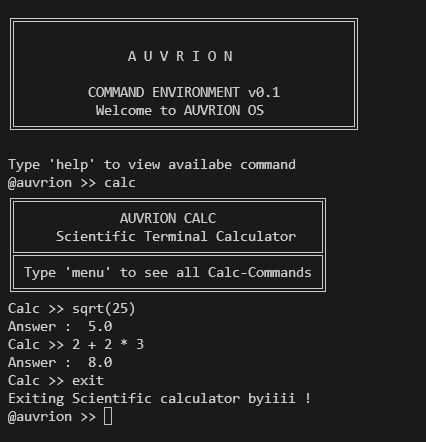 A U V R I O N
COMMAND ENVIRONMENT v0.1
Welcome to AUVRION OS
Type 'help' to view availabe command
@auvrion >> calc
AUVRION CALC
Scientific Terminal Calculator
Type 'menu' to see all Calc-Commands
Calc >> sqrt(25)
Answer :  5.0
Calc >> 2 + 2 * 3
Answer :  8.0
Calc >> exit
Exiting Scientific calculator byiiii !
@auvrion >>